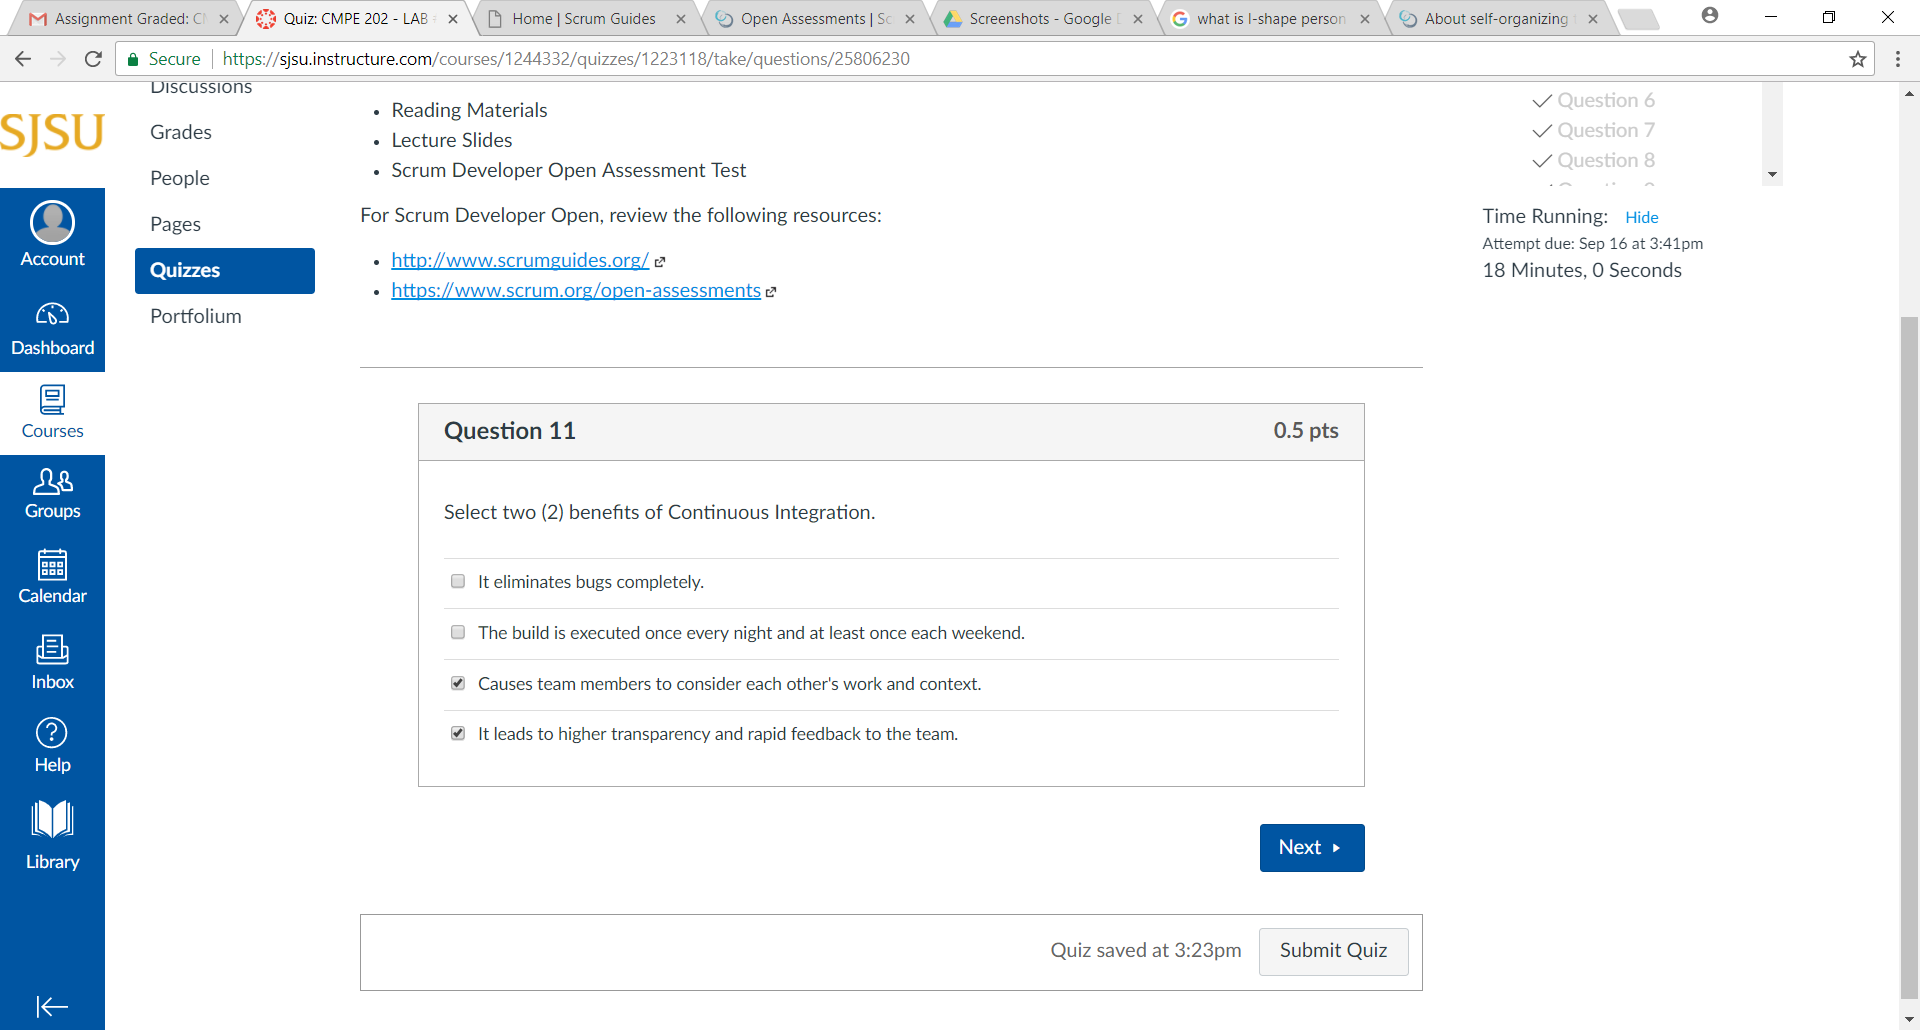 Assignment Graded: CM
Quiz: CMPE 202 - LAB
Home | Scrum Guides
Open Assessments | Sc
Screenshots - Google D
what is I-shape person
About self-organizing
Secure
https://sjsu.instructure.com/courses/1244332/quizzes/1223118/take/questions/25806230
SJSU
Account
Dashboard
Courses
Groups
Calendar
Inbox
Help
Library
Discussions
Grades
People
Pages
Quizzes
Portfolium
Reading Materials
Lecture Slides
Scrum Developer Open Assessment Test
For Scrum Developer Open, review the following resources:
http://www.scrumguides.org/
https://www.scrum.org/open-assessments
Question 6
Question 7
Question 8
Time Running: Hide
Attempt due: Sep 16 at 3:41pm
18 Minutes, 0 Seconds
Question 11 0.5 pts
Select two (2) benefits of Continuous Integration.
It eliminates bugs completely.
The build is executed once every night and at least once each weekend.
Causes team members to consider each other's work and context.
It leads to higher transparency and rapid feedback to the team.
Next
Quiz saved at 3:23pm Submit Quiz